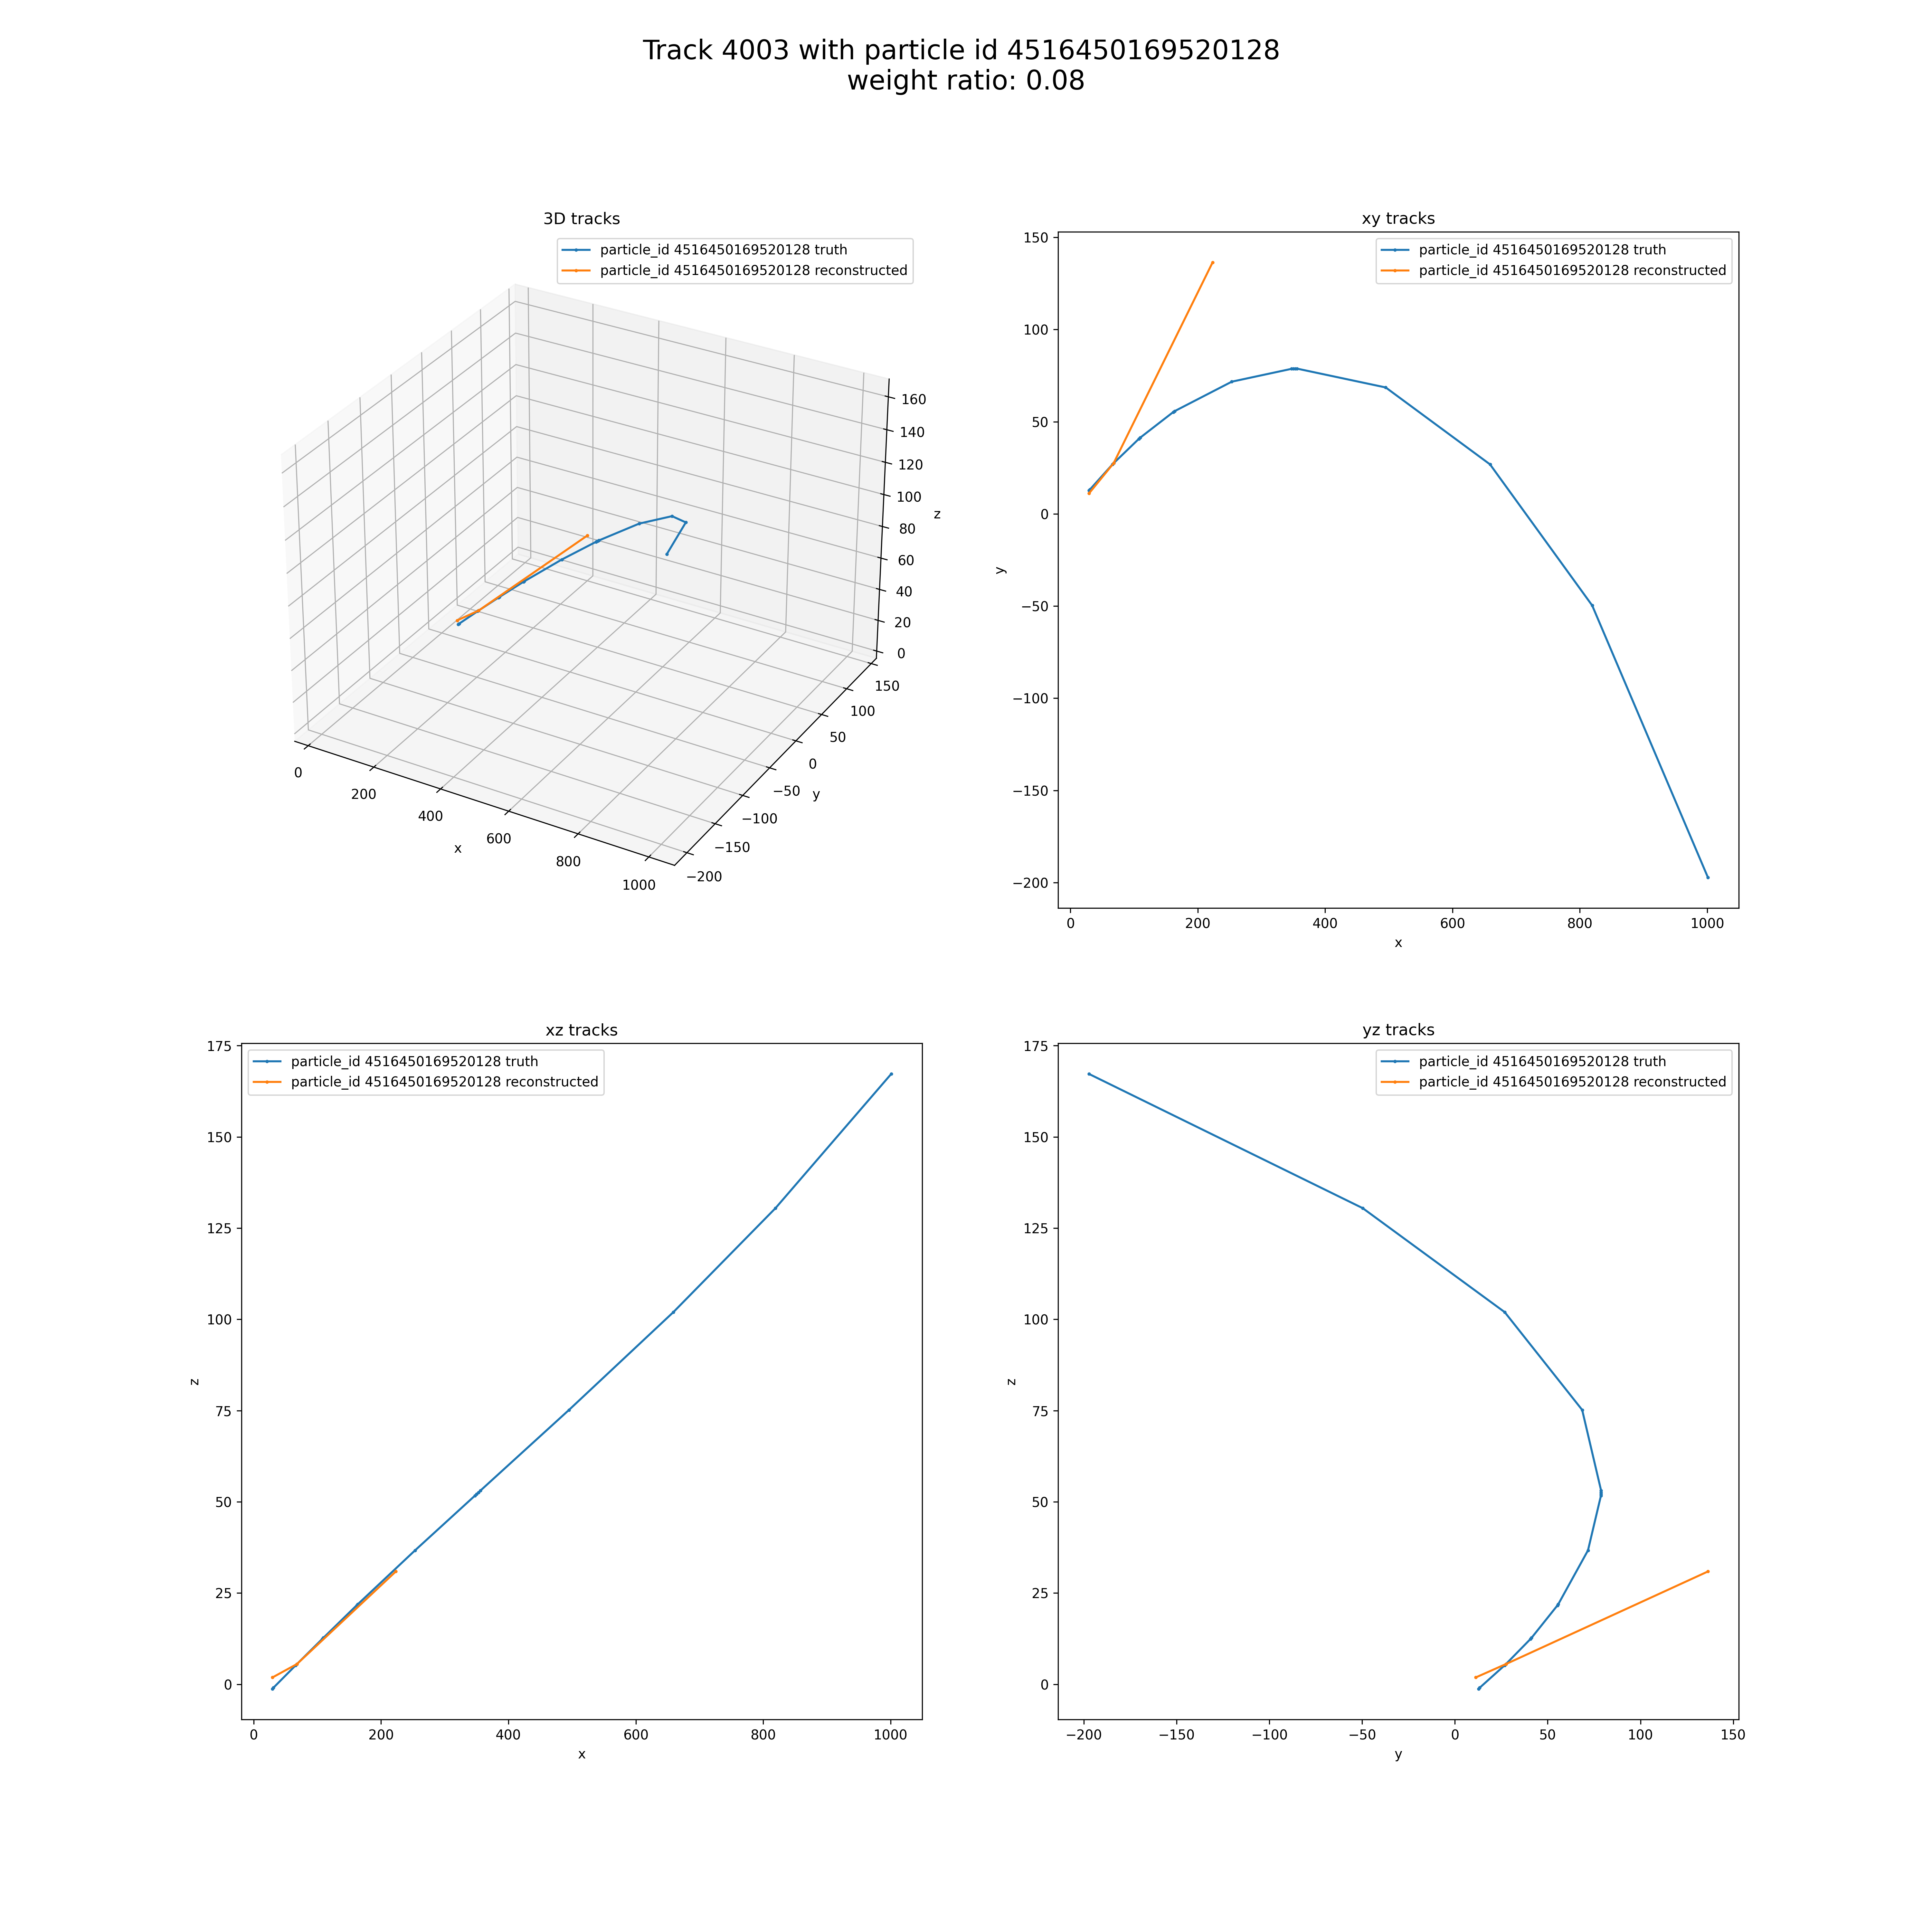 Track 4003 with particle id 4516450169520128
weight ratio: 0.08
3D tracks
particle_id 4516450169520128 truth
particle_id 4516450169520128 reconstructed
160
140
120
100
80
60
40
20
0
z
150
100
50
0
−50
−100
−150
−200
y
0
200
400
600
800
1000
x
xy tracks
particle_id 4516450169520128 truth
particle_id 4516450169520128 reconstructed
150
100
50
0
−50
−100
−150
−200
y
0 200 400 600 800 1000
x
xz tracks
particle_id 4516450169520128 truth
particle_id 4516450169520128 reconstructed
175
150
125
100
75
50
25
0
z
0 200 400 600 800 1000
x
yz tracks
particle_id 4516450169520128 truth
particle_id 4516450169520128 reconstructed
175
150
125
100
75
50
25
0
z
−200 −150 −100 −50 0 50 100 150
y